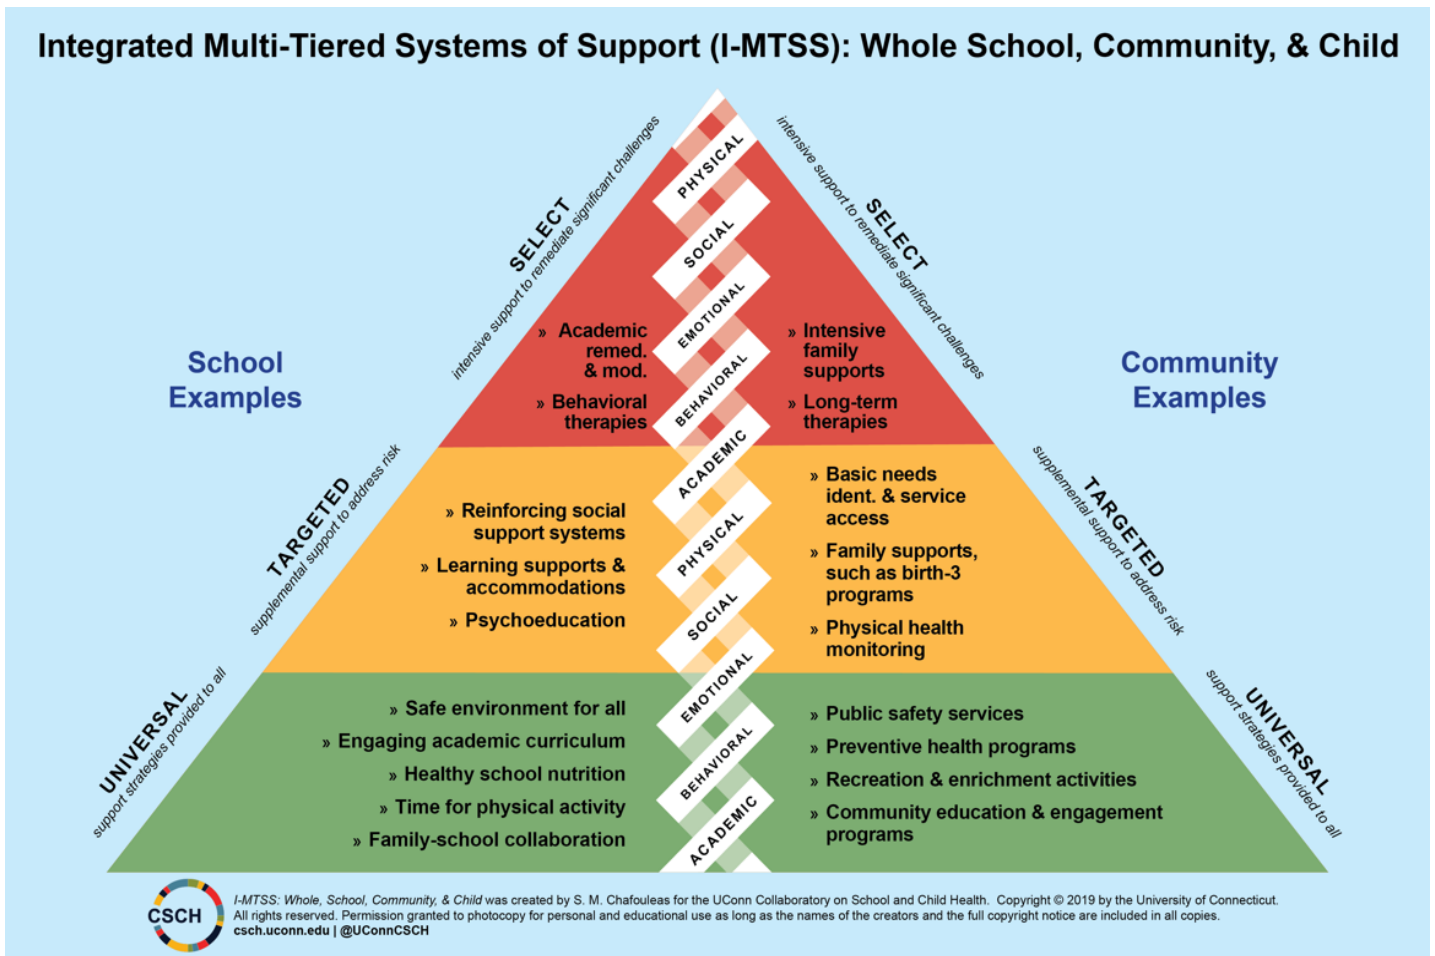 Integrated Multi-Tiered Systems of Support (I-MTSS): Whole School, Community, & Child
School
Examples
SELECT
intensive support to remediate significant challenges
» Academic
remed.
& mod.
» Behavioral
therapies
TARGETED
supplemental support to address risk
» Reinforcing social
support systems
» Learning supports &
accommodations
» Psychoeducation
UNIVERSAL
support strategies provided to all
» Safe environment for all
» Engaging academic curriculum
» Healthy school nutrition
» Time for physical activity
» Family-school collaboration
PHYSICAL
SOCIAL
EMOTIONAL
BEHAVIORAL
ACADEMIC
PHYSICAL
SOCIAL
EMOTIONAL
BEHAVIORAL
ACADEMIC
Community
Examples
SELECT
intensive support to remediate significant challenges
» Intensive
family
supports
» Long-term
therapies
TARGETED
supplemental support to address risk
» Basic needs
ident. & service
access
» Family supports,
such as birth-3
programs
» Physical health
monitoring
UNIVERSAL
support strategies provided to all
» Public safety services
» Preventive health programs
» Recreation & enrichment activities
» Community education & engagement
programs
CSCH
I-MTSS: Whole, School, Community, & Child was created by S. M. Chafouleas for the UConn Collaboratory on School and Child Health. Copyright © 2019 by the University of Connecticut.
All rights reserved. Permission granted to photocopy for personal and educational use as long as the names of the creators and the full copyright notice are included in all copies.
csch.uconn.edu | @UConnCSCH